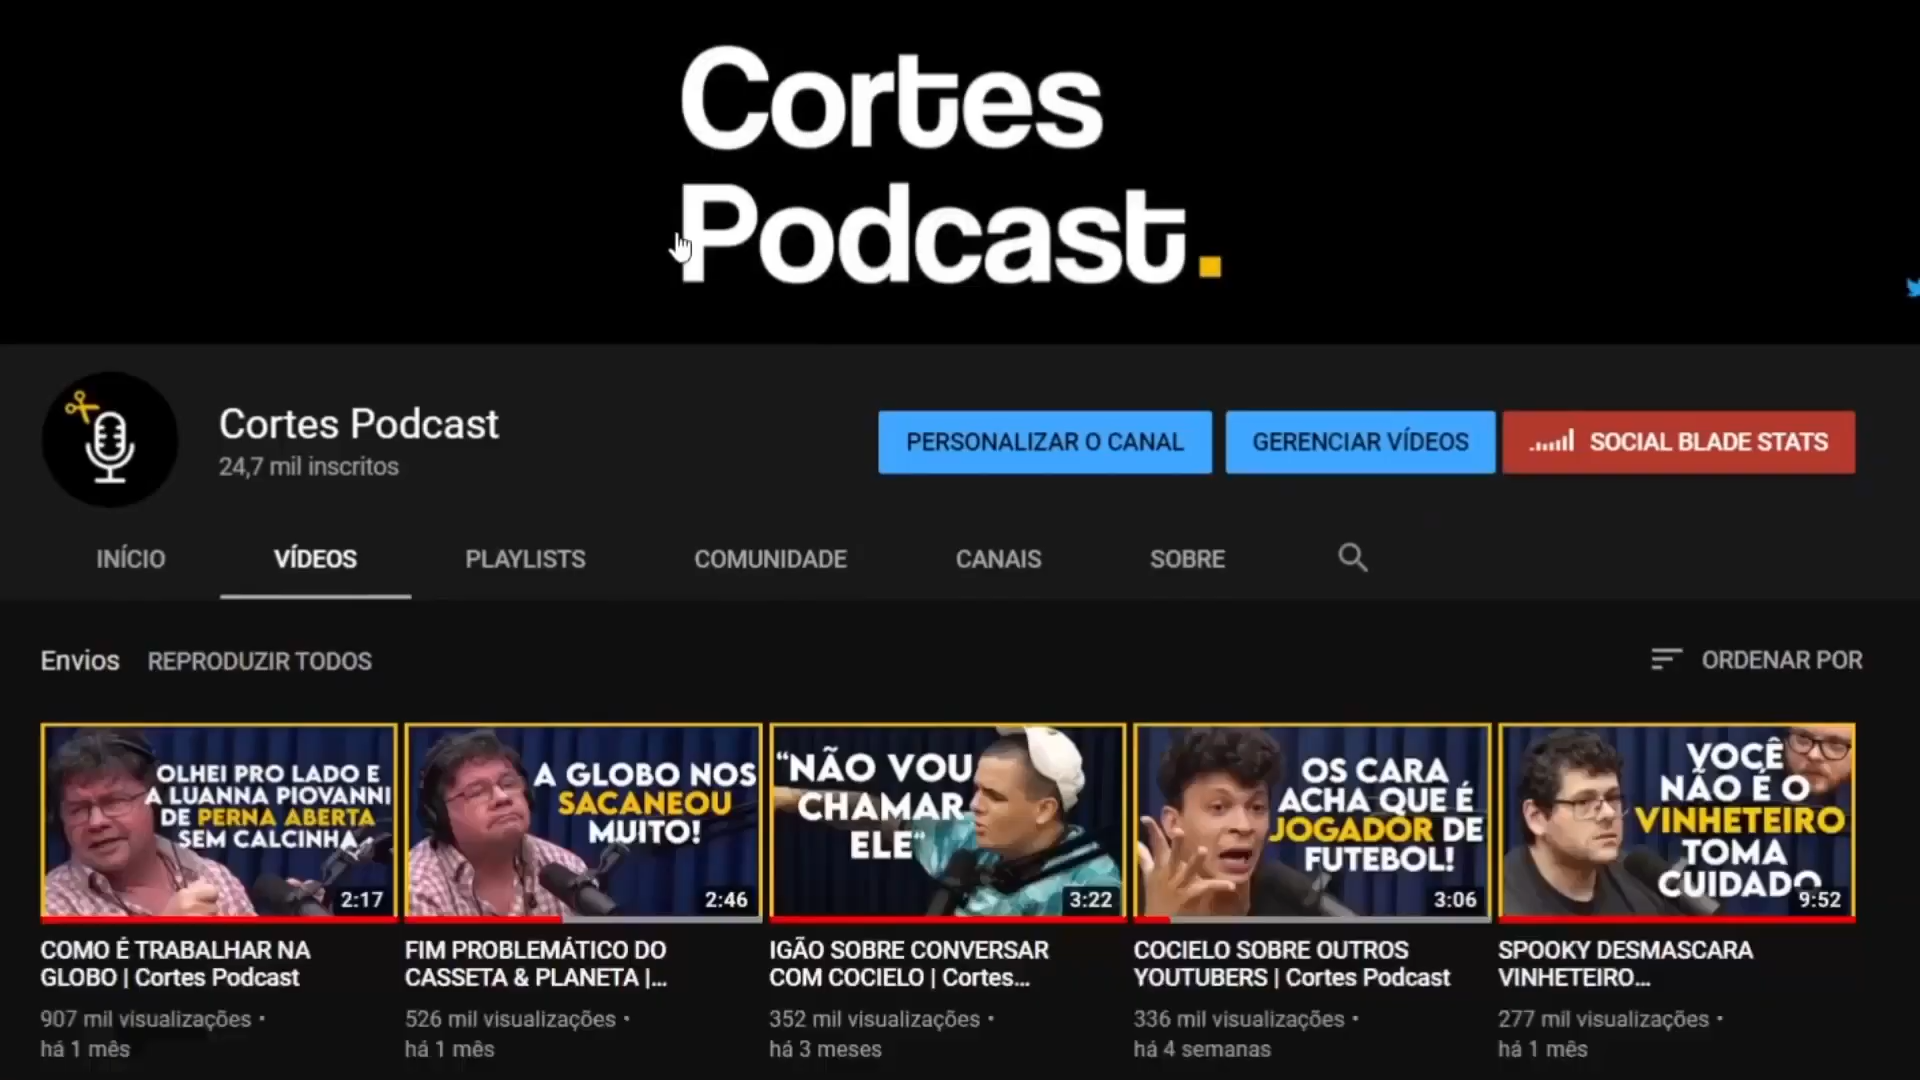 Cortes
Podcast.
Cortes Podcast
24,7 mil inscritos
PERSONALIZAR O CANAL
GERENCIAR VÍDEOS
SOCIAL BLADE STATS
INÍCIO
VÍDEOS
PLAYLISTS
COMUNIDADE
CANAIS
SOBRE
Envios
REPRODUZIR TODOS
ORDENAR POR
OLHEI PRO LADO E
A LUANNA PIOVANNI
DE PERNA ABERTA
SEM CALCINHA
2:17
A GLOBO NOS
SACANEOU
MUITO!
2:46
“NÃO VOU
CHAMAR
ELE“
3:22
OS CARA
ACHA QUE É
JOGADOR DE
FUTEBOL!
3:06
VOCÊ
NÃO É O
VINHETEIRO
TOMA
CUIDADO
9:52
COMO É TRABALHAR NA
GLOBO | Cortes Podcast
907 mil visualizações •
há 1 mês
FIM PROBLEMÁTICO DO
CASSETA & PLANETA |...
526 mil visualizações •
há 1 mês
IGÃO SOBRE CONVERSAR
COM COCIELO | Cortes...
352 mil visualizações •
há 3 meses
COCIELO SOBRE OUTROS
YOUTUBERS | Cortes Podcast
336 mil visualizações •
há 4 semanas
SPOOKY DESMASCARA
VINHETEIRO...
277 mil visualizações •
há 1 mês